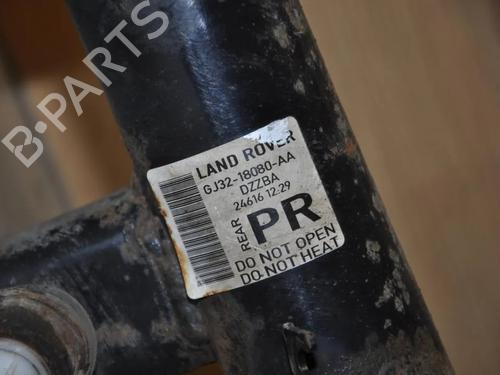 B-PARTS
LAND ROVER
GJ32-18080-AA
DZZBA
24616 12:29
REAR PR
DO NOT OPEN
DO NOT HEAT